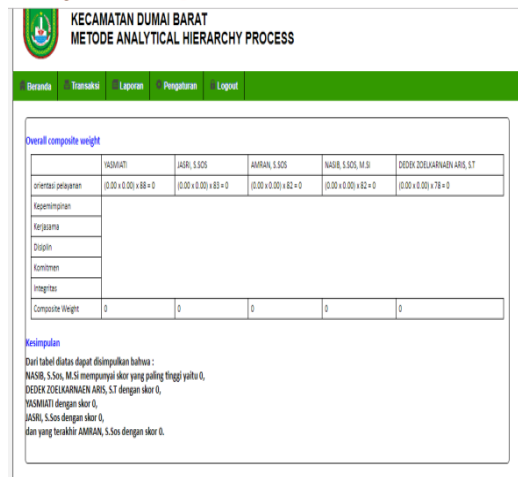 KECAMATAN DUMAI BARAT
METODE ANALYTICAL HIERARCHY PROCESS
Beranda Transaksi Laporan Pengaturan Logout
Overall composite weight
YASMIATI JASRI, S.SOS AMRAN, S.SOS NASIB, S.SOS, M.SI DEDEK ZOELKARNAEN ARIS, S.T
orientasi pelayanan (0.00 x 0.00) x 88 = 0 (0.00 x 0.00) x 83 = 0 (0.00 x 0.00) x 82 = 0 (0.00 x 0.00) x 82 = 0 (0.00 x 0.00) x 78 = 0
Kepemimpinan
Kerjasama
Disiplin
Komitmen
Integritas
Composite Weight 0 0 0 0 0
Kesimpulan
Dari tabel diatas dapat disimpulkan bahwa :
NASIB, S.Sos, M.Si mempunyai skor yang paling tinggi yaitu 0,
DEDEK ZOELKARNAEN ARIS, S.T dengan skor 0,
YASMIATI dengan skor 0,
JASRI, S.Sos dengan skor 0,
dan yang terakhir AMRAN, S.Sos dengan skor 0.